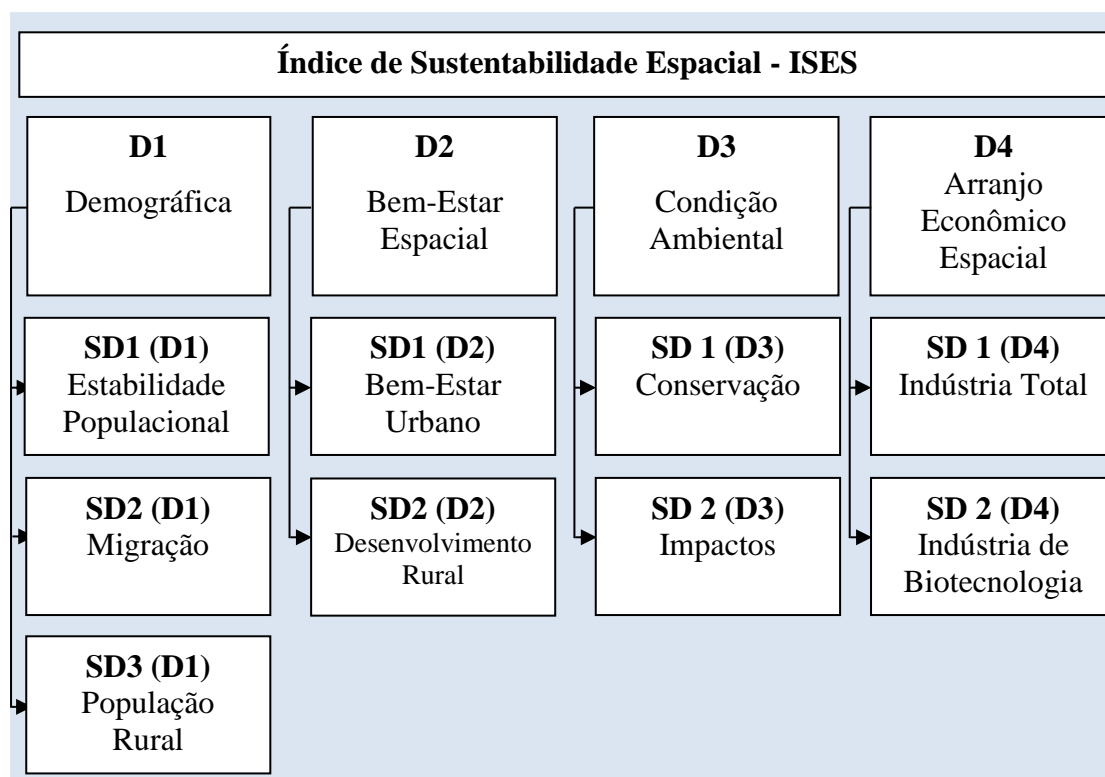 Índice de Sustentabilidade Espacial - ISES
D1
Demográfica
D2
Bem-Estar
Espacial
D3
Condição
Ambiental
D4
Arranjo
Econômico
Espacial
SD1 (D1)
Estabilidade
Populacional
SD1 (D2)
Bem-Estar
Urbano
SD 1 (D3)
Conservação
SD 1 (D4)
Indústria Total
SD2 (D1)
Migração
SD2 (D2)
Desenvolvimento
Rural
SD 2 (D3)
Impactos
SD 2 (D4)
Indústria de
Biotecnologia
SD3 (D1)
População
Rural